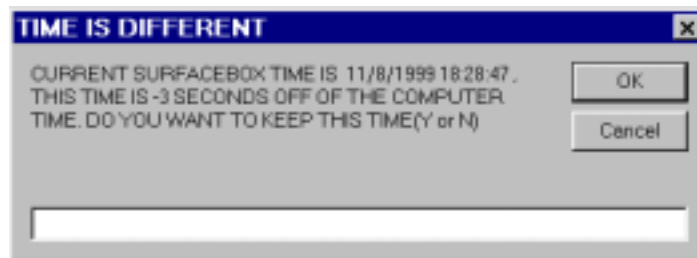 TIME IS DIFFERENT
CURRENT SURFACEBOX TIME IS 11/8/1999 18:28:47 .
THIS TIME IS -3 SECONDS OFF OF THE COMPUTER
TIME. DO YOU WANT TO KEEP THIS TIME(Y or N)
OK
Cancel